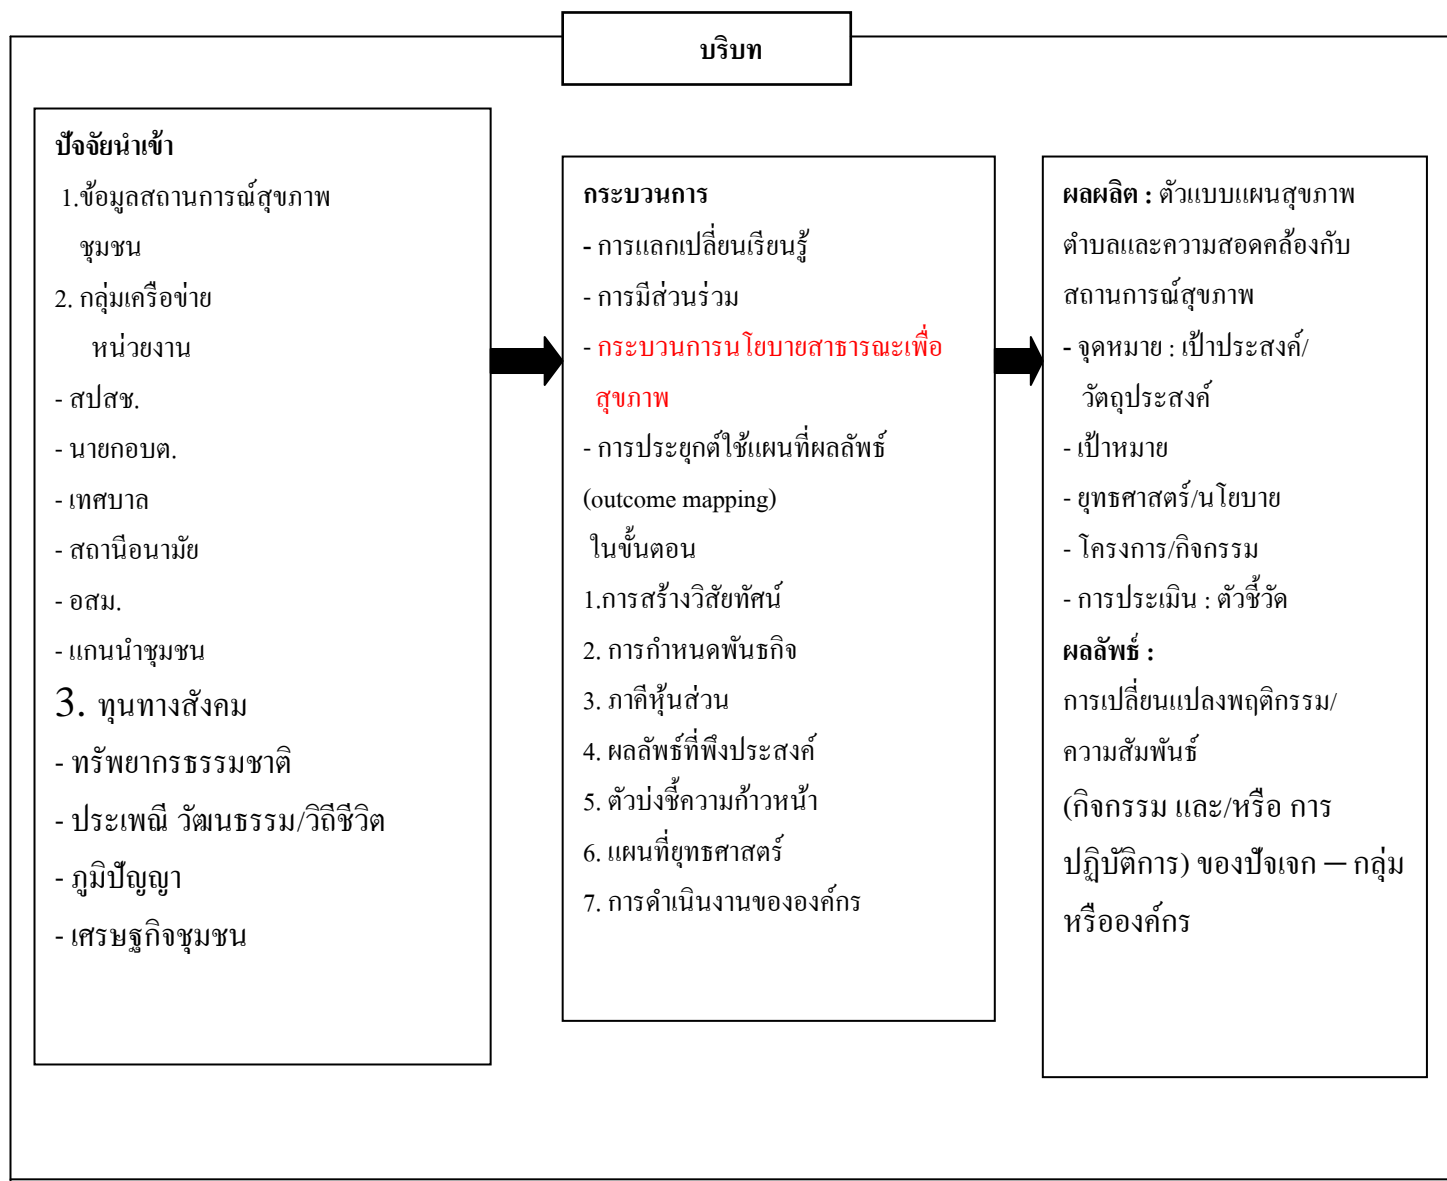 บริบท
ปัจจัยนำเข้า
1.ข้อมูลสถานการณ์สุขภาพ
ชุมชน
2. กลุ่มเครือข่าย
หน่วยงาน
- สปสช.
- นายกอบต.
- เทศบาล
- สถานีอนามัย
- อสม.
- แกนนำชุมชน
3. ทุนทางสังคม
- ทรัพยากรธรรมชาติ
- ประเพณี วัฒนธรรม/วิถีชีวิต
- ภูมิปัญญา
- เศรษฐกิจชุมชน
กระบวนการ
- การแลกเปลี่ยนเรียนรู้
- การมีส่วนร่วม
- กระบวนการนโยบายสาธารณะเพื่อ
สุขภาพ
- การประยุกต์ใช้แผนที่ผลลัพธ์
(outcome mapping)
ในขั้นตอน
1.การสร้างวิสัยทัศน์
2. การกำหนดพันธกิจ
3. ภาคีหุ้นส่วน
4. ผลลัพธ์ที่พึงประสงค์
5. ตัวบ่งชี้ความก้าวหน้า
6. แผนที่ยุทธศาสตร์
7. การดำเนินงานขององค์กร
ผลผลิต : ตัวแบบแผนสุขภาพ
ตำบลและความสอดคล้องกับ
สถานการณ์สุขภาพ
- จุดหมาย : เป้าประสงค์/
วัตถุประสงค์
- เป้าหมาย
- ยุทธศาสตร์/นโยบาย
- โครงการ/กิจกรรม
- การประเมิน : ตัวชี้วัด
ผลลัพธ์ :
การเปลี่ยนแปลงพฤติกรรม/
ความสัมพันธ์
(กิจกรรม และ/หรือ การ
ปฏิบัติการ) ของปัจเจก – กลุ่ม
หรือองค์กร